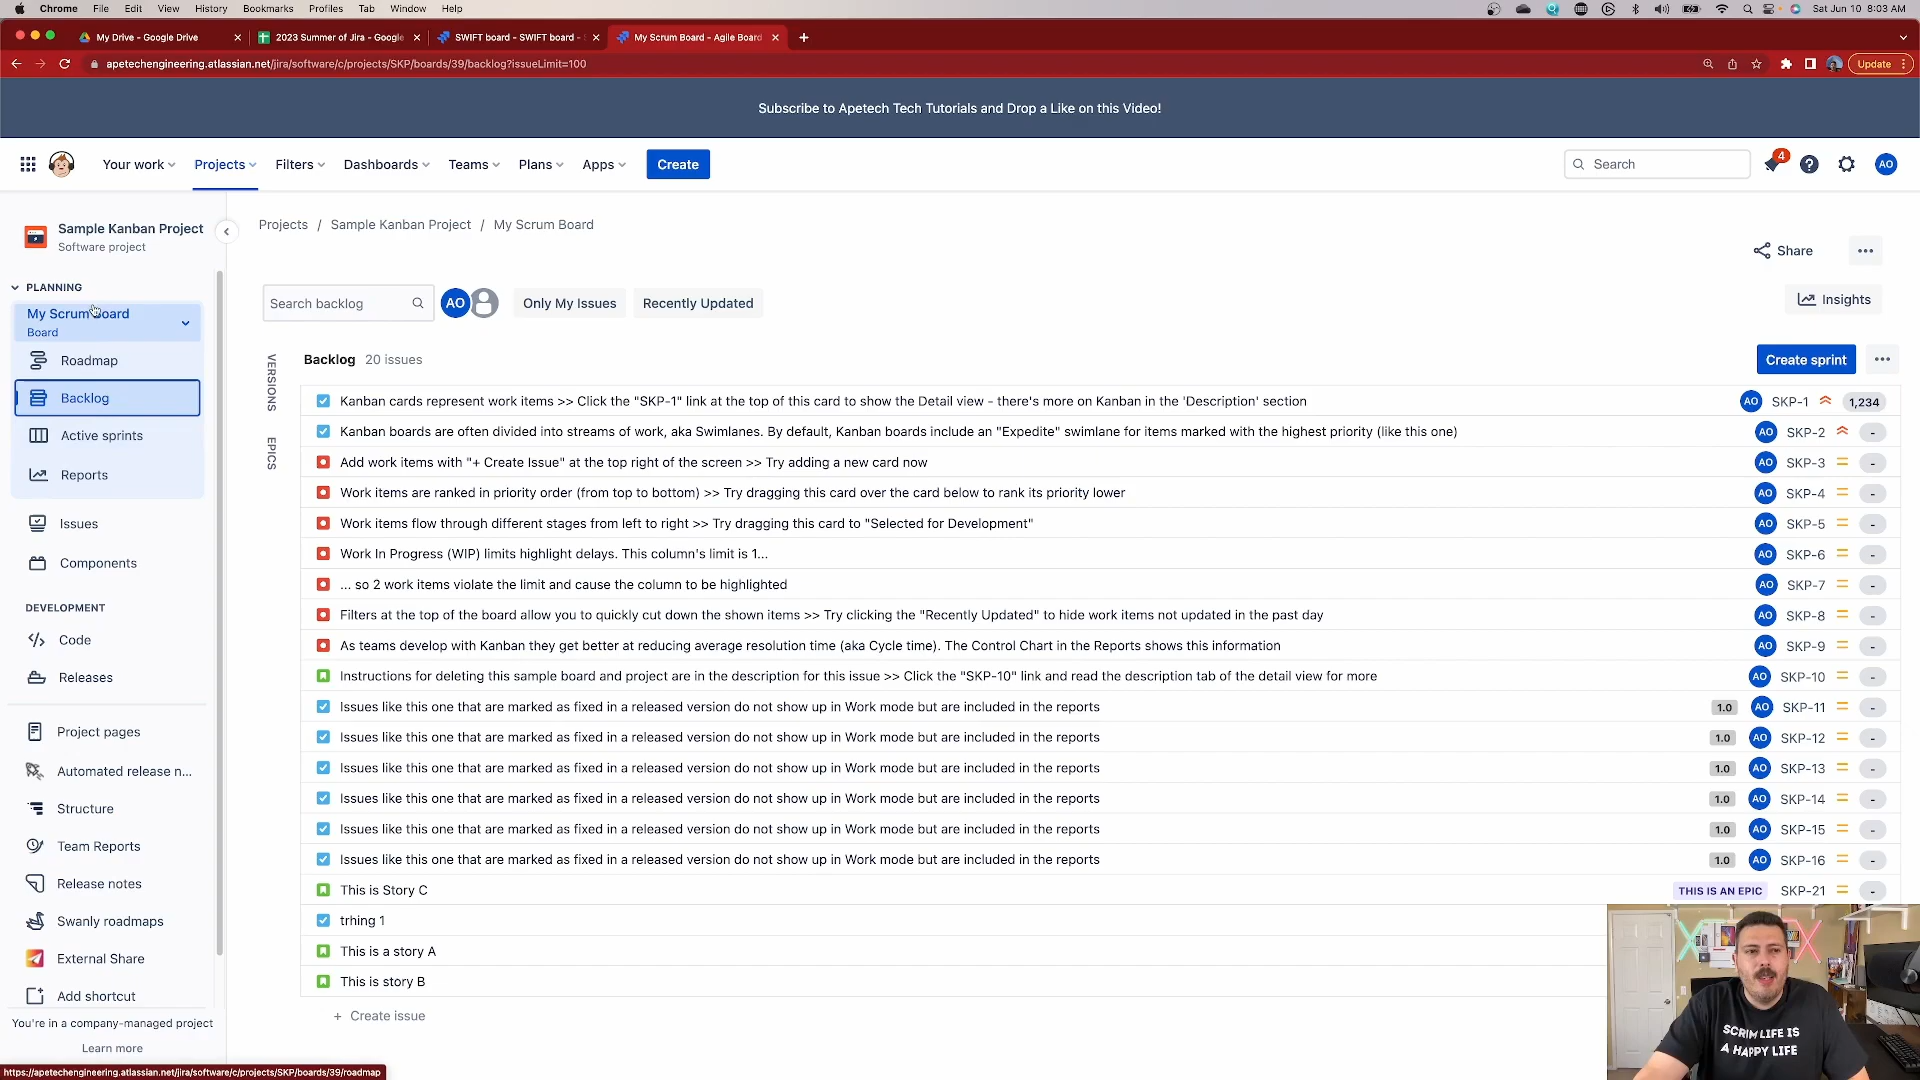 Chrome File Edit View History Bookmarks Profiles Tab Window Help Sat Jun 10 8:03 AM
My Drive - Google Drive 2023 Summer of Jira - Google SWIFT board - SWIFT board - My Scrum Board - Agile Board
apetechengineering.atlassian.net/jira/software/c/projects/SKP/boards/39/backlog?issueLimit=100 Update
Subscribe to Apetech Tech Tutorials and Drop a Like on this Video!
Your work Projects Filters Dashboards Teams Plans Apps Create Search 4 AO
Sample Kanban Project
Software project
Projects / Sample Kanban Project / My Scrum Board
Share
PLANNING
My Scrum Board
Board
Roadmap
Backlog
Active sprints
Reports
Issues
Components
DEVELOPMENT
Code
Releases
Project pages
Automated release n...
Structure
Team Reports
Release notes
Swanly roadmaps
External Share
Add shortcut
You're in a company-managed project
Learn more
https://apetechengineering.atlassian.net/jira/software/c/projects/SKP/boards/39/roadmap
Search backlog AO Only My Issues Recently Updated Insights
VERSIONS
EPICS
Backlog 20 issues Create sprint
Kanban cards represent work items >> Click the "SKP-1" link at the top of this card to show the Detail view - there's more on Kanban in the 'Description' section AO SKP-1 1,234
Kanban boards are often divided into streams of work, aka Swimlanes. By default, Kanban boards include an "Expedite" swimlane for items marked with the highest priority (like this one) AO SKP-2 -
Add work items with "+ Create Issue" at the top right of the screen >> Try adding a new card now AO SKP-3 -
Work items are ranked in priority order (from top to bottom) >> Try dragging this card over the card below to rank its priority lower AO SKP-4 -
Work items flow through different stages from left to right >> Try dragging this card to "Selected for Development" AO SKP-5 -
Work In Progress (WIP) limits highlight delays. This column's limit is 1... AO SKP-6 -
... so 2 work items violate the limit and cause the column to be highlighted AO SKP-7 -
Filters at the top of the board allow you to quickly cut down the shown items >> Try clicking the "Recently Updated" to hide work items not updated in the past day AO SKP-8 -
As teams develop with Kanban they get better at reducing average resolution time (aka Cycle time). The Control Chart in the Reports shows this information AO SKP-9 -
Instructions for deleting this sample board and project are in the description for this issue >> Click the "SKP-10" link and read the description tab of the detail view for more AO SKP-10 -
Issues like this one that are marked as fixed in a released version do not show up in Work mode but are included in the reports 1.0 AO SKP-11 -
Issues like this one that are marked as fixed in a released version do not show up in Work mode but are included in the reports 1.0 AO SKP-12 -
Issues like this one that are marked as fixed in a released version do not show up in Work mode but are included in the reports 1.0 AO SKP-13 -
Issues like this one that are marked as fixed in a released version do not show up in Work mode but are included in the reports 1.0 AO SKP-14 -
Issues like this one that are marked as fixed in a released version do not show up in Work mode but are included in the reports 1.0 AO SKP-15 -
Issues like this one that are marked as fixed in a released version do not show up in Work mode but are included in the reports 1.0 AO SKP-16 -
This is Story C THIS IS AN EPIC SKP-21 -
trhing 1
This is a story A
This is story B
+ Create issue
SCRUM LIFE IS
A HAPPY LIFE